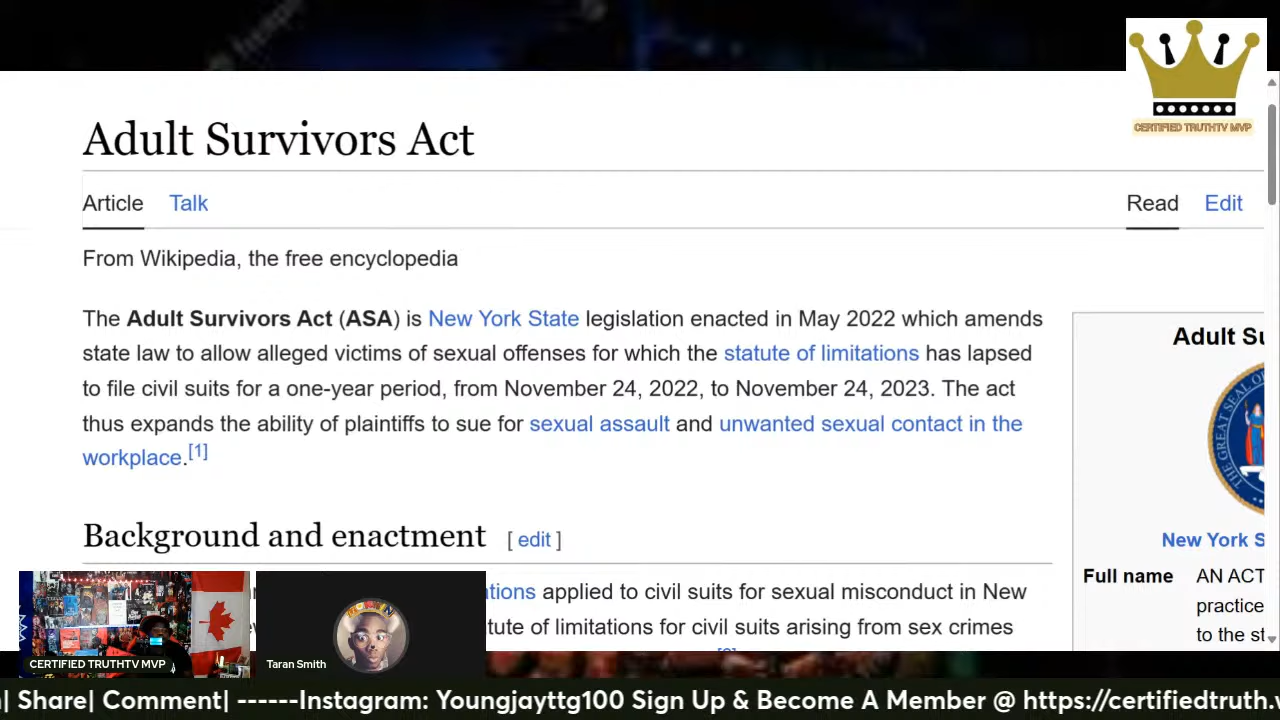 CERTIFIED TRUTHTV MVP
Adult Survivors Act
Article Talk Read Edit
From Wikipedia, the free encyclopedia
The Adult Survivors Act (ASA) is New York State legislation enacted in May 2022 which amends
state law to allow alleged victims of sexual offenses for which the statute of limitations has lapsed
to file civil suits for a one-year period, from November 24, 2022, to November 24, 2023. The act
thus expands the ability of plaintiffs to sue for sexual assault and unwanted sexual contact in the
workplace.[1]
Adult Su
THE GREAT SEAL OF
New York S
Full name AN ACT
practice
to the st
Background and enactment [ edit ]
tions applied to civil suits for sexual misconduct in New
tute of limitations for civil suits arising from sex crimes
CERTIFIED TRUTHTV MVP
Taran Smith
| Share| Comment| ------Instagram: Youngjayttg100 Sign Up & Become A Member @ https://certifiedtruth.